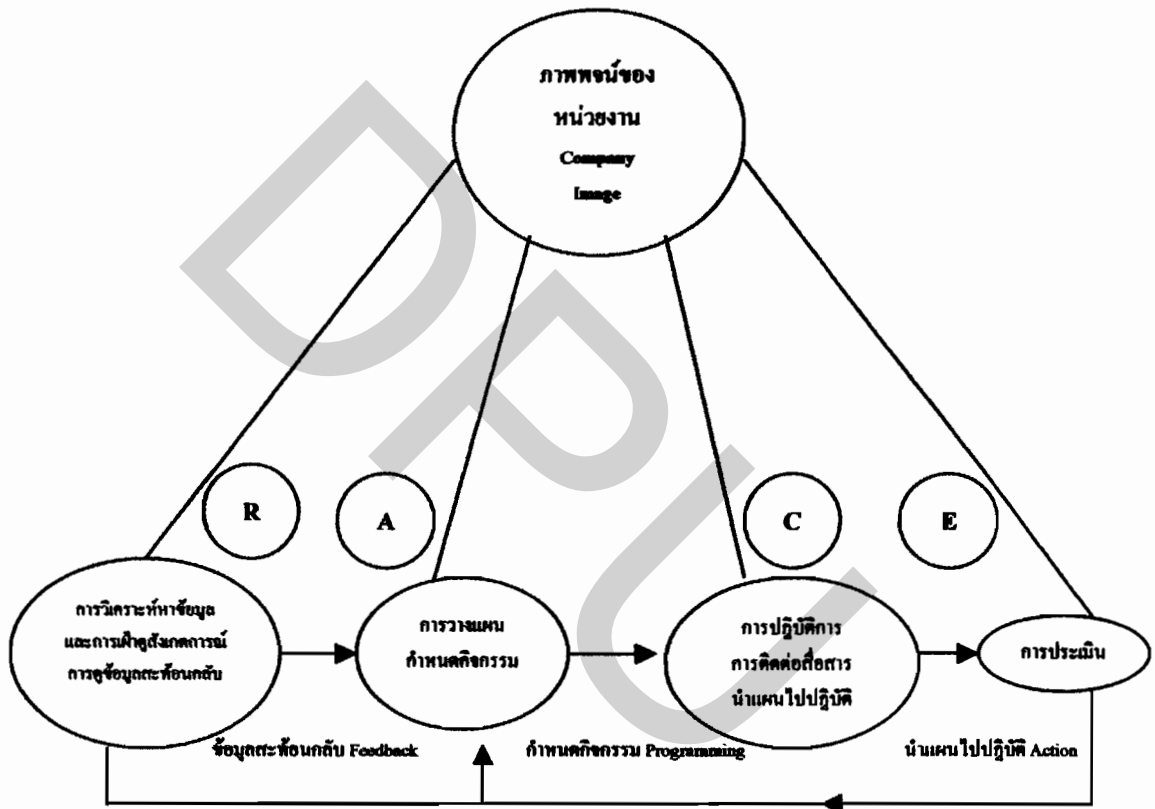 ภาพพจน์ของ
หน่วยงาน
Company
Image
R
A
C
E
การวิเคราะห์หาข้อมูล
และการเฝ้าดูสังเกตการณ์
การดูข้อมูลสะท้อนกลับ
การวางแผน
กำหนดกิจกรรม
การปฏิบัติการ
การติดต่อสื่อสาร
นำแผนไปปฏิบัติ
การประเมิน
ข้อมูลสะท้อนกลับ Feedback
กำหนดกิจกรรม Programming
นำแผนไปปฏิบัติ Action
DPU